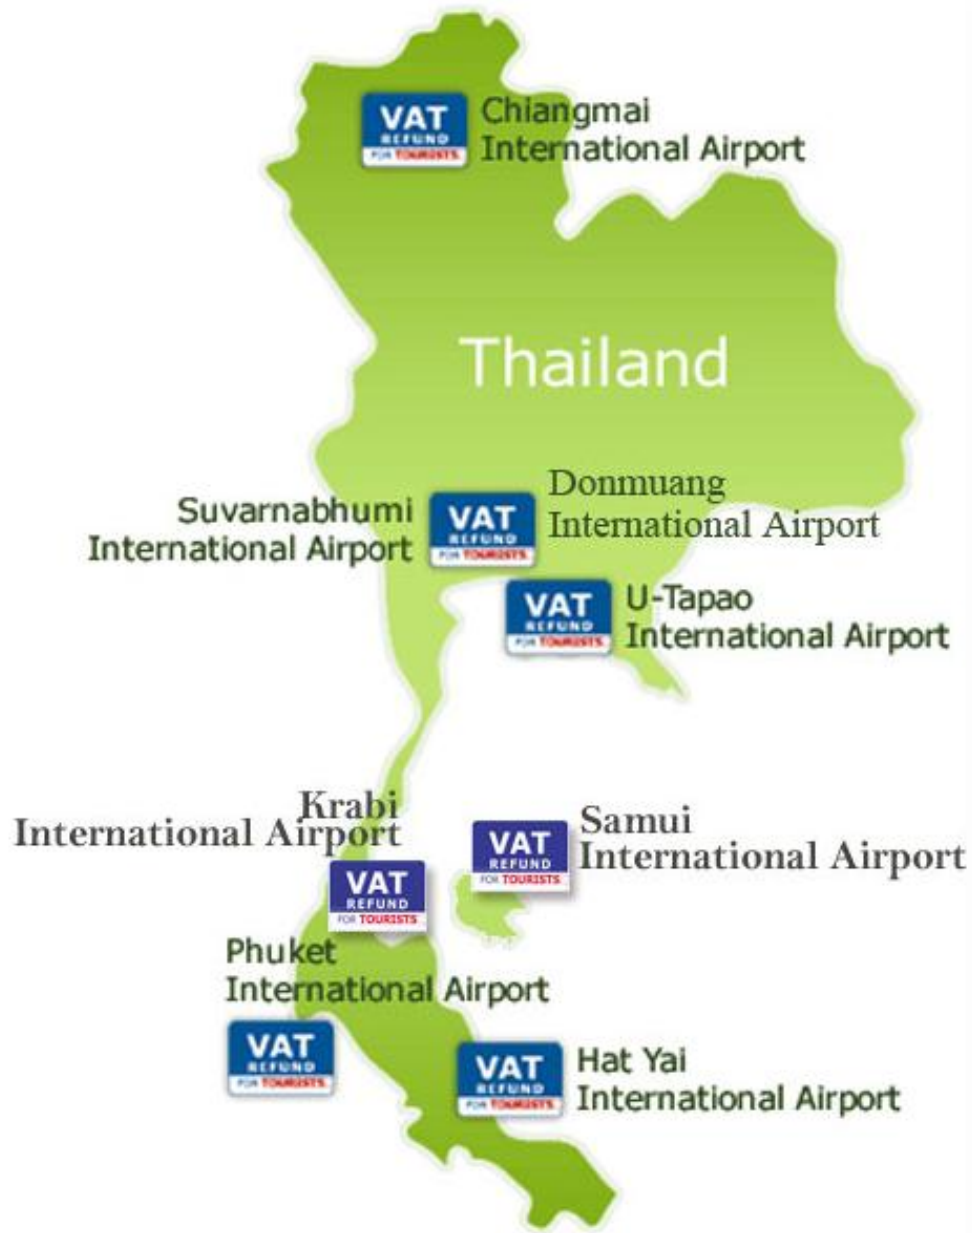 VAT
REFUND
FOR TOURISTS
Chiangmai
International Airport
Thailand
Suvarnabhumi
International Airport
VAT
REFUND
FOR TOURISTS
Donmuang
International Airport
VAT
REFUND
FOR TOURISTS
U-Tapao
International Airport
Krabi
International Airport
VAT
REFUND
FOR TOURISTS
VAT
REFUND
FOR TOURISTS
Samui
International Airport
Phuket
International Airport
VAT
REFUND
FOR TOURISTS
VAT
REFUND
FOR TOURISTS
Hat Yai
International Airport